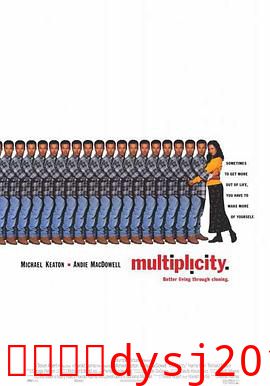 SOMETIMES
TO GET MORE
OUT OF LIFE,
YOU HAVE TO
MAKE MORE
OF YOURSELF.
MICHAEL KEATON • ANDIE MACDOWELL
multiplicity.
Better living through cloning.
dysj20